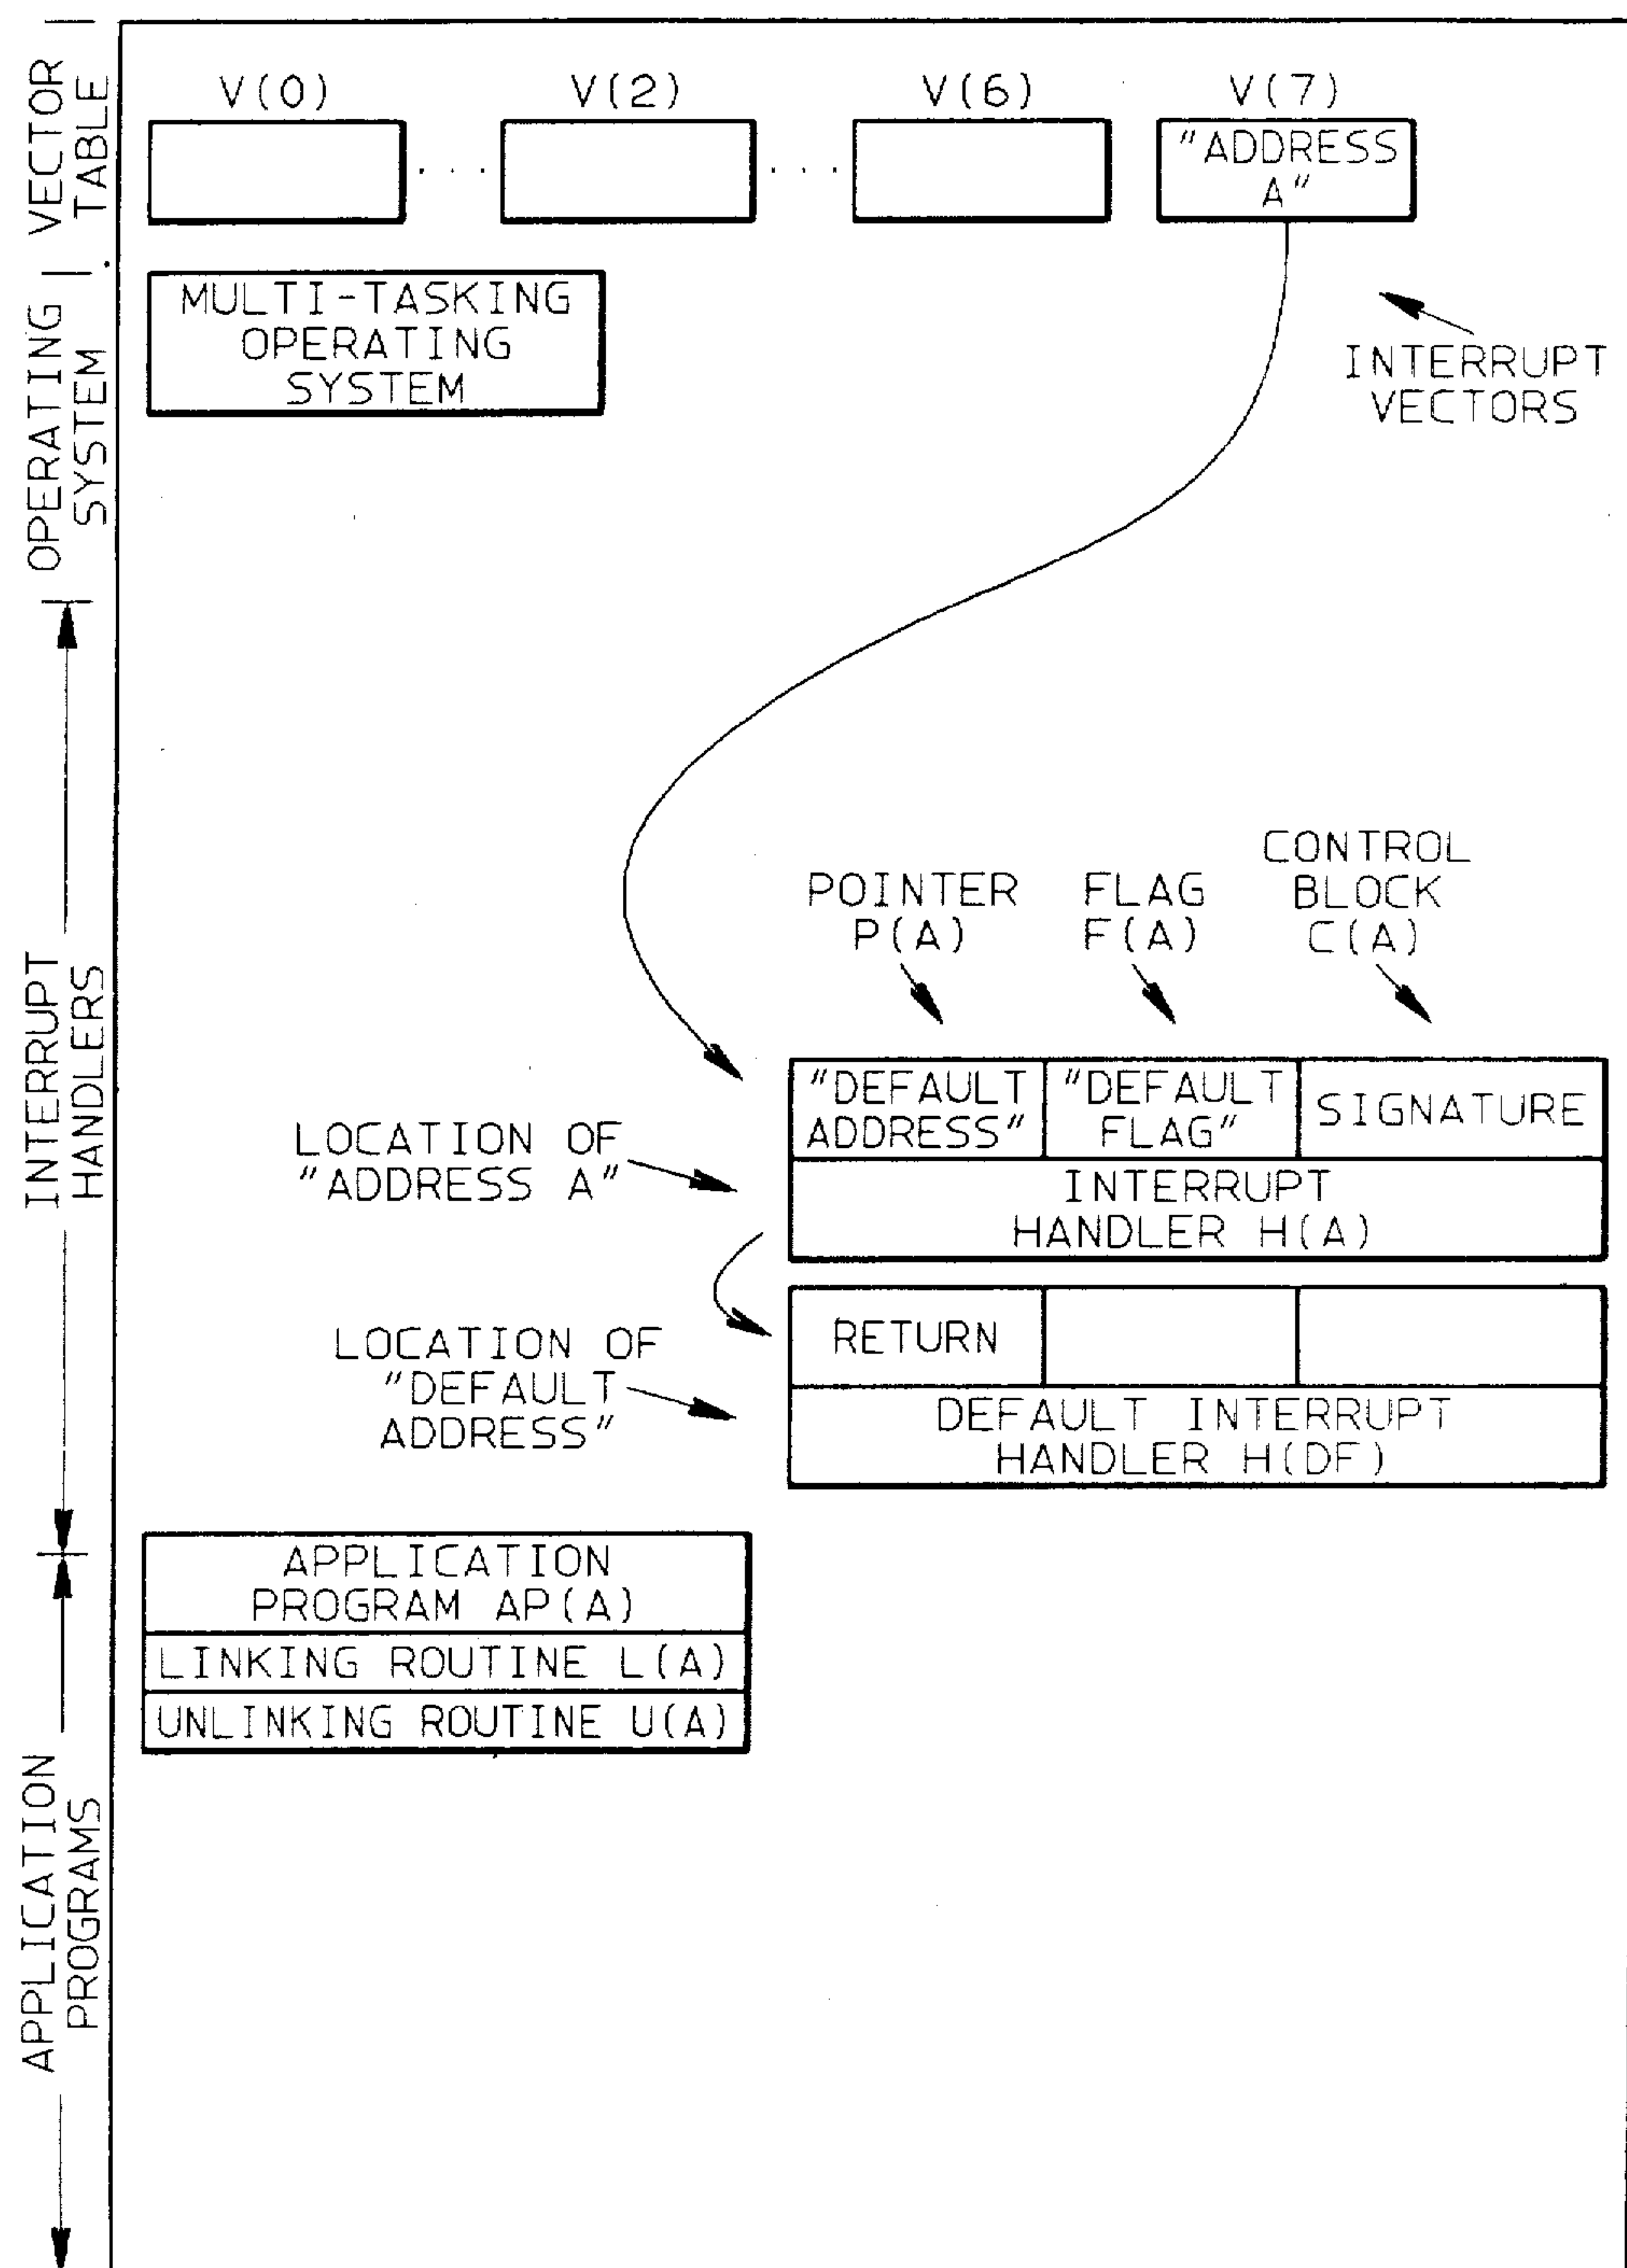 VECTOR
TABLE
V(0)
V(2)
V(6)
V(7)
. . .
. . .
"ADDRESS
A"
OPERATING
SYSTEM
MULTI-TASKING
OPERATING
SYSTEM
INTERRUPT
VECTORS
INTERRUPT
HANDLERS
POINTER
P(A)
FLAG
F(A)
CONTROL
BLOCK
C(A)
"DEFAULT
ADDRESS"
"DEFAULT
FLAG"
SIGNATURE
LOCATION OF
"ADDRESS A"
INTERRUPT
HANDLER H(A)
RETURN
LOCATION OF
"DEFAULT
ADDRESS"
DEFAULT INTERRUPT
HANDLER H(DF)
APPLICATION
PROGRAMS
APPLICATION
PROGRAM AP(A)
LINKING ROUTINE L(A)
UNLINKING ROUTINE U(A)